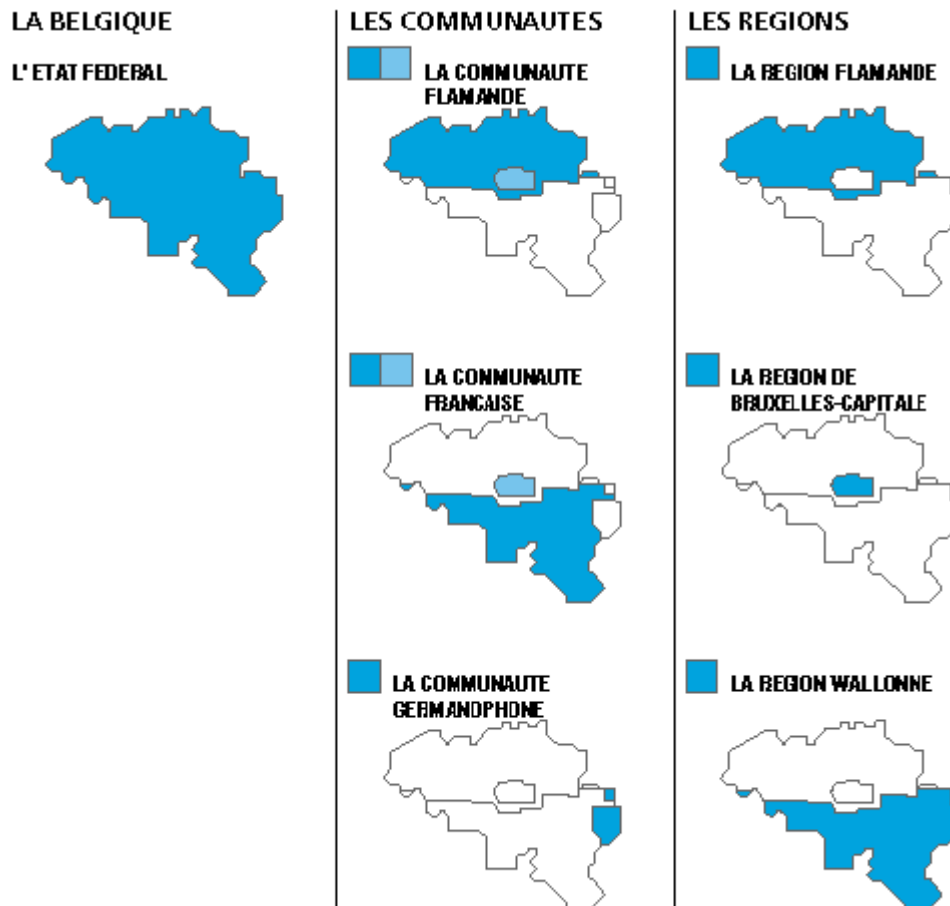 LA BELGIQUE
L'ETAT FEDERAL
LES COMMUNAUTES
LA COMMUNAUTE
FLAMANDE
LA COMMUNAUTE
FRANCAISE
LA COMMUNAUTE
GERMANOPHONE
LES REGIONS
LA REGION FLAMANDE
LA REGION DE
BRUXELLES-CAPITALE
LA REGION WALLONNE